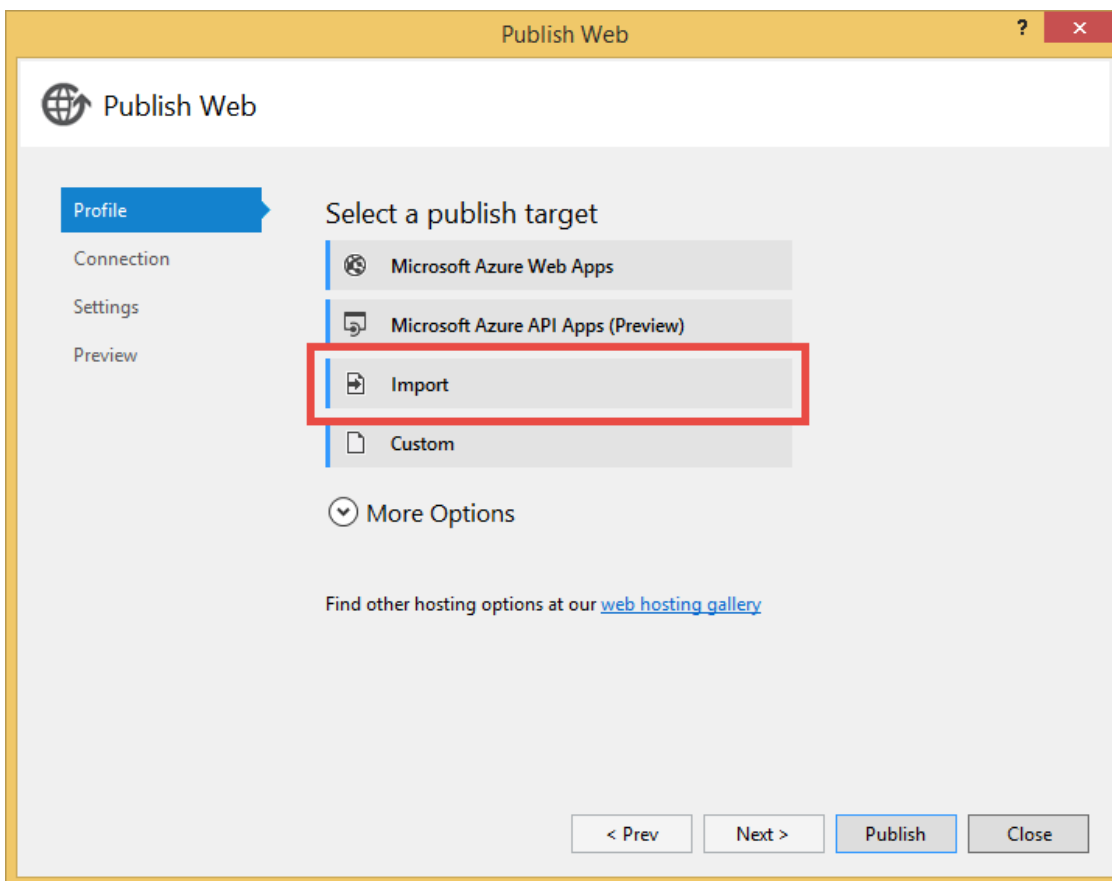 Publish Web
?
Publish Web
Profile
Connection
Settings
Preview
Select a publish target
Microsoft Azure Web Apps
Microsoft Azure API Apps (Preview)
Import
Custom
More Options
Find other hosting options at our web hosting gallery
< Prev
Next >
Publish
Close